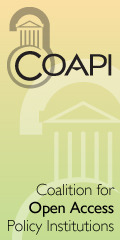 COAPI
Coalition for
Open Access
Policy Institutions